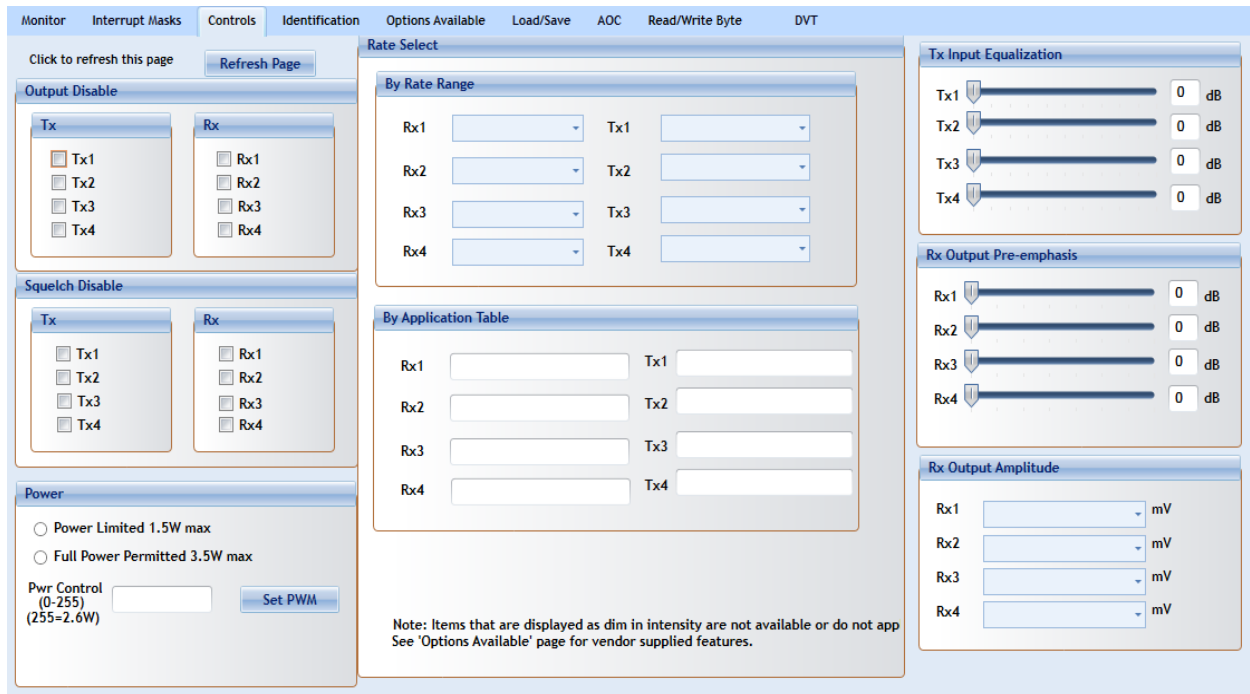 Monitor Interrupt Masks Controls Identification Options Available Load/Save AOC Read/Write Byte DVT
Click to refresh this page Refresh Page
Output Disable
Tx Rx
Tx1 Rx1
Tx2 Rx2
Tx3 Rx3
Tx4 Rx4
Squelch Disable
Tx Rx
Tx1 Rx1
Tx2 Rx2
Tx3 Rx3
Tx4 Rx4
Power
Power Limited 1.5W max
Full Power Permitted 3.5W max
Pwr Control
(0-255)
(255=2.6W)
Set PWM
Rate Select
By Rate Range
Rx1 Tx1
Rx2 Tx2
Rx3 Tx3
Rx4 Tx4
By Application Table
Rx1 Tx1
Rx2 Tx2
Rx3 Tx3
Rx4 Tx4
Note: Items that are displayed as dim in intensity are not available or do not app
See 'Options Available' page for vendor supplied features.
Tx Input Equalization
Tx1 0 dB
Tx2 0 dB
Tx3 0 dB
Tx4 0 dB
Rx Output Pre-emphasis
Rx1 0 dB
Rx2 0 dB
Rx3 0 dB
Rx4 0 dB
Rx Output Amplitude
Rx1 mV
Rx2 mV
Rx3 mV
Rx4 mV